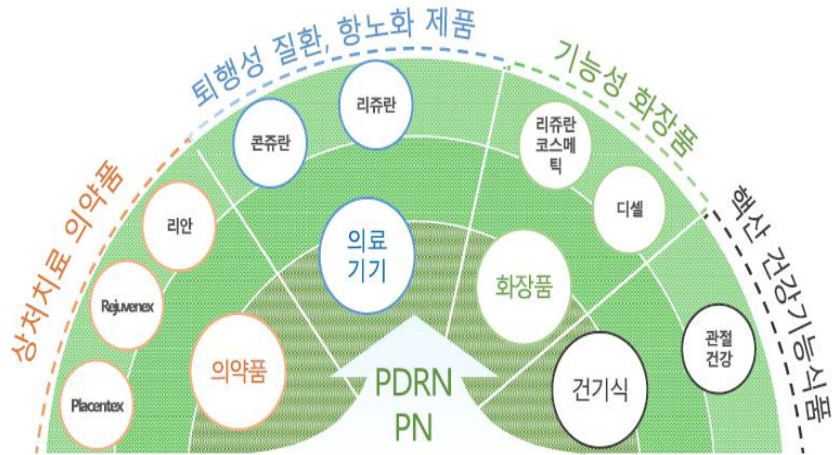 상처치료 의약품
퇴행성 질환, 항노화 제품
기능성 화장품
핵산 건강기능식품
Placentex
Rejuvenex
리안
콘쥬란
리쥬란
리쥬란
코스메
틱
디셀
관절
건강
의약품
의료
기기
화장품
건기식
PDRN
PN